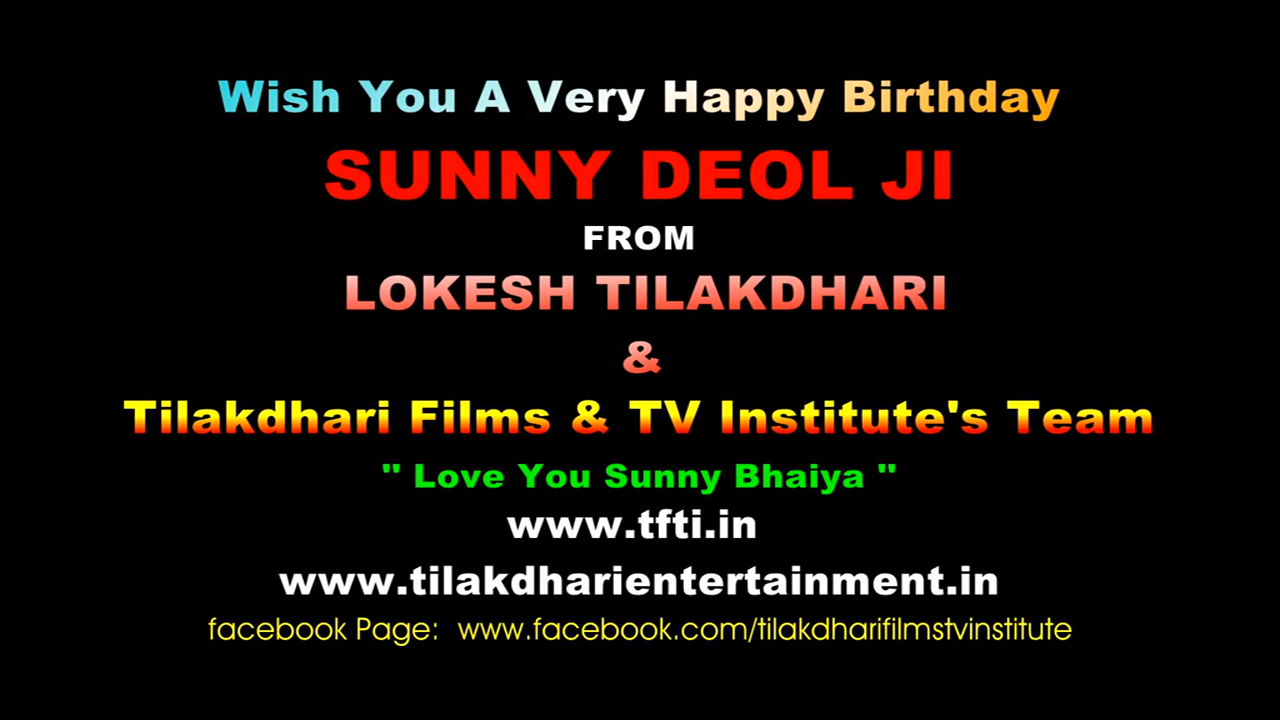 Wish You A Very Happy Birthday
SUNNY DEOL JI
FROM
LOKESH TILAKDHARI
&
Tilakdhari Films & TV Institute's Team
" Love You Sunny Bhaiya "
www.tfti.in
www.tilakdharientertainment.in
facebook Page: www.facebook.com/tilakdharifilmstvinstitute